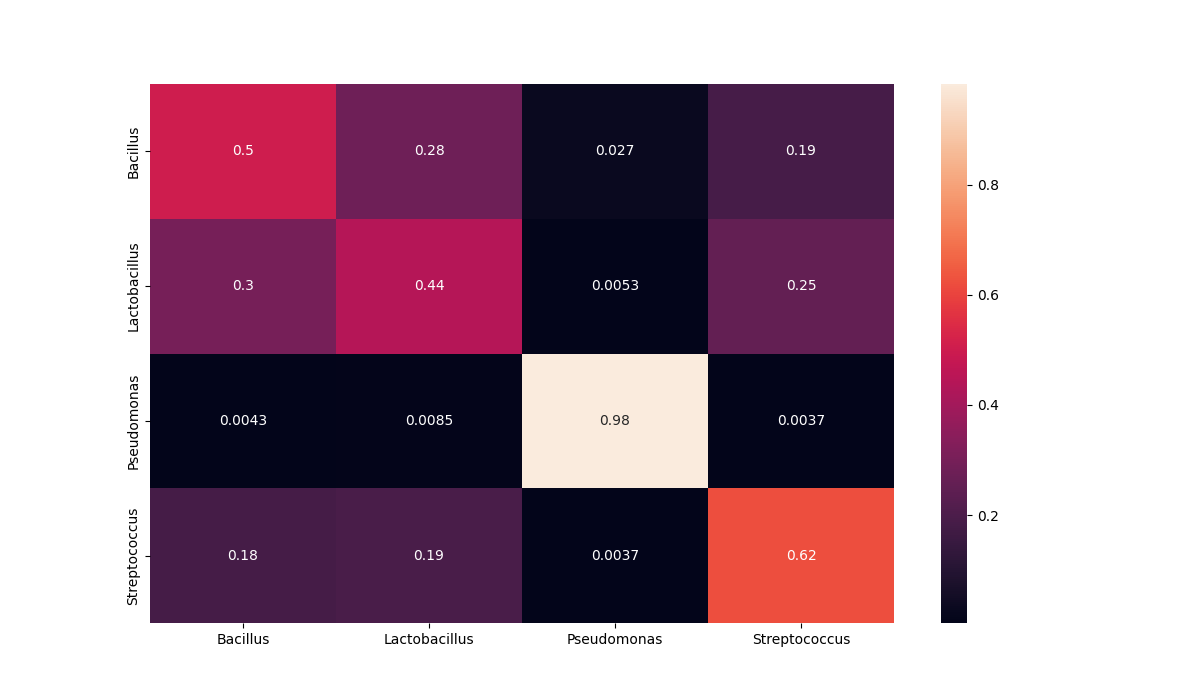 Bacillus 0.5 0.28 0.027 0.19
0.8
Lactobacillus 0.3 0.44 0.0053 0.25
0.6
Pseudomonas 0.0043 0.0085 0.98 0.0037
0.4
Streptococcus 0.18 0.19 0.0037 0.62
0.2
Bacillus Lactobacillus Pseudomonas Streptococcus